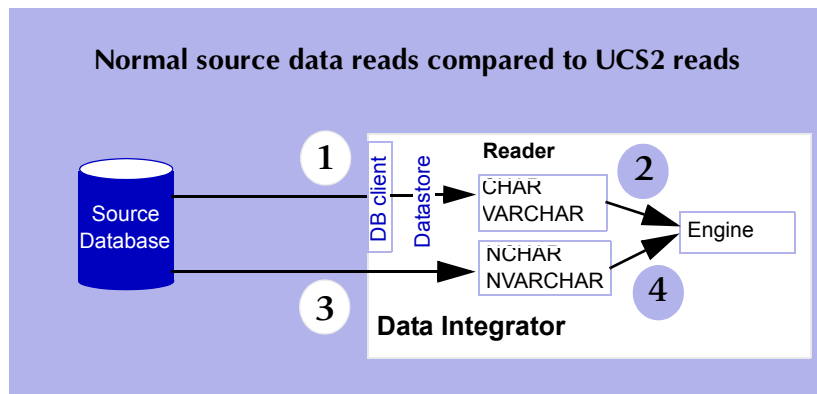 Normal source data reads compared to UCS2 reads
1
DB client
Datastore
Reader
2
Source
Database
CHAR
VARCHAR
Engine
NCHAR
NVARCHAR
3
4
Data Integrator